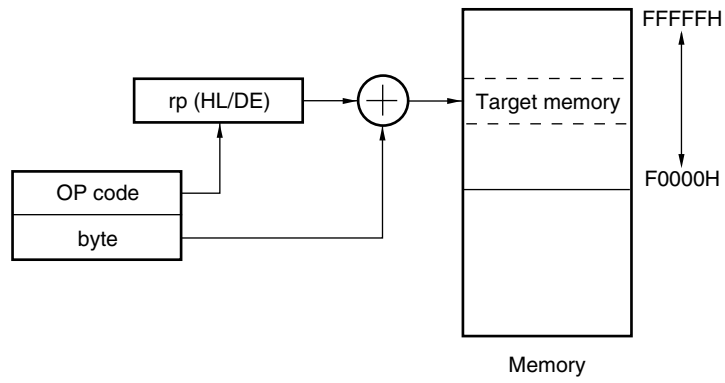 FFFFFH
rp (HL/DE)
Target memory
OP code
F0000H
byte
Memory